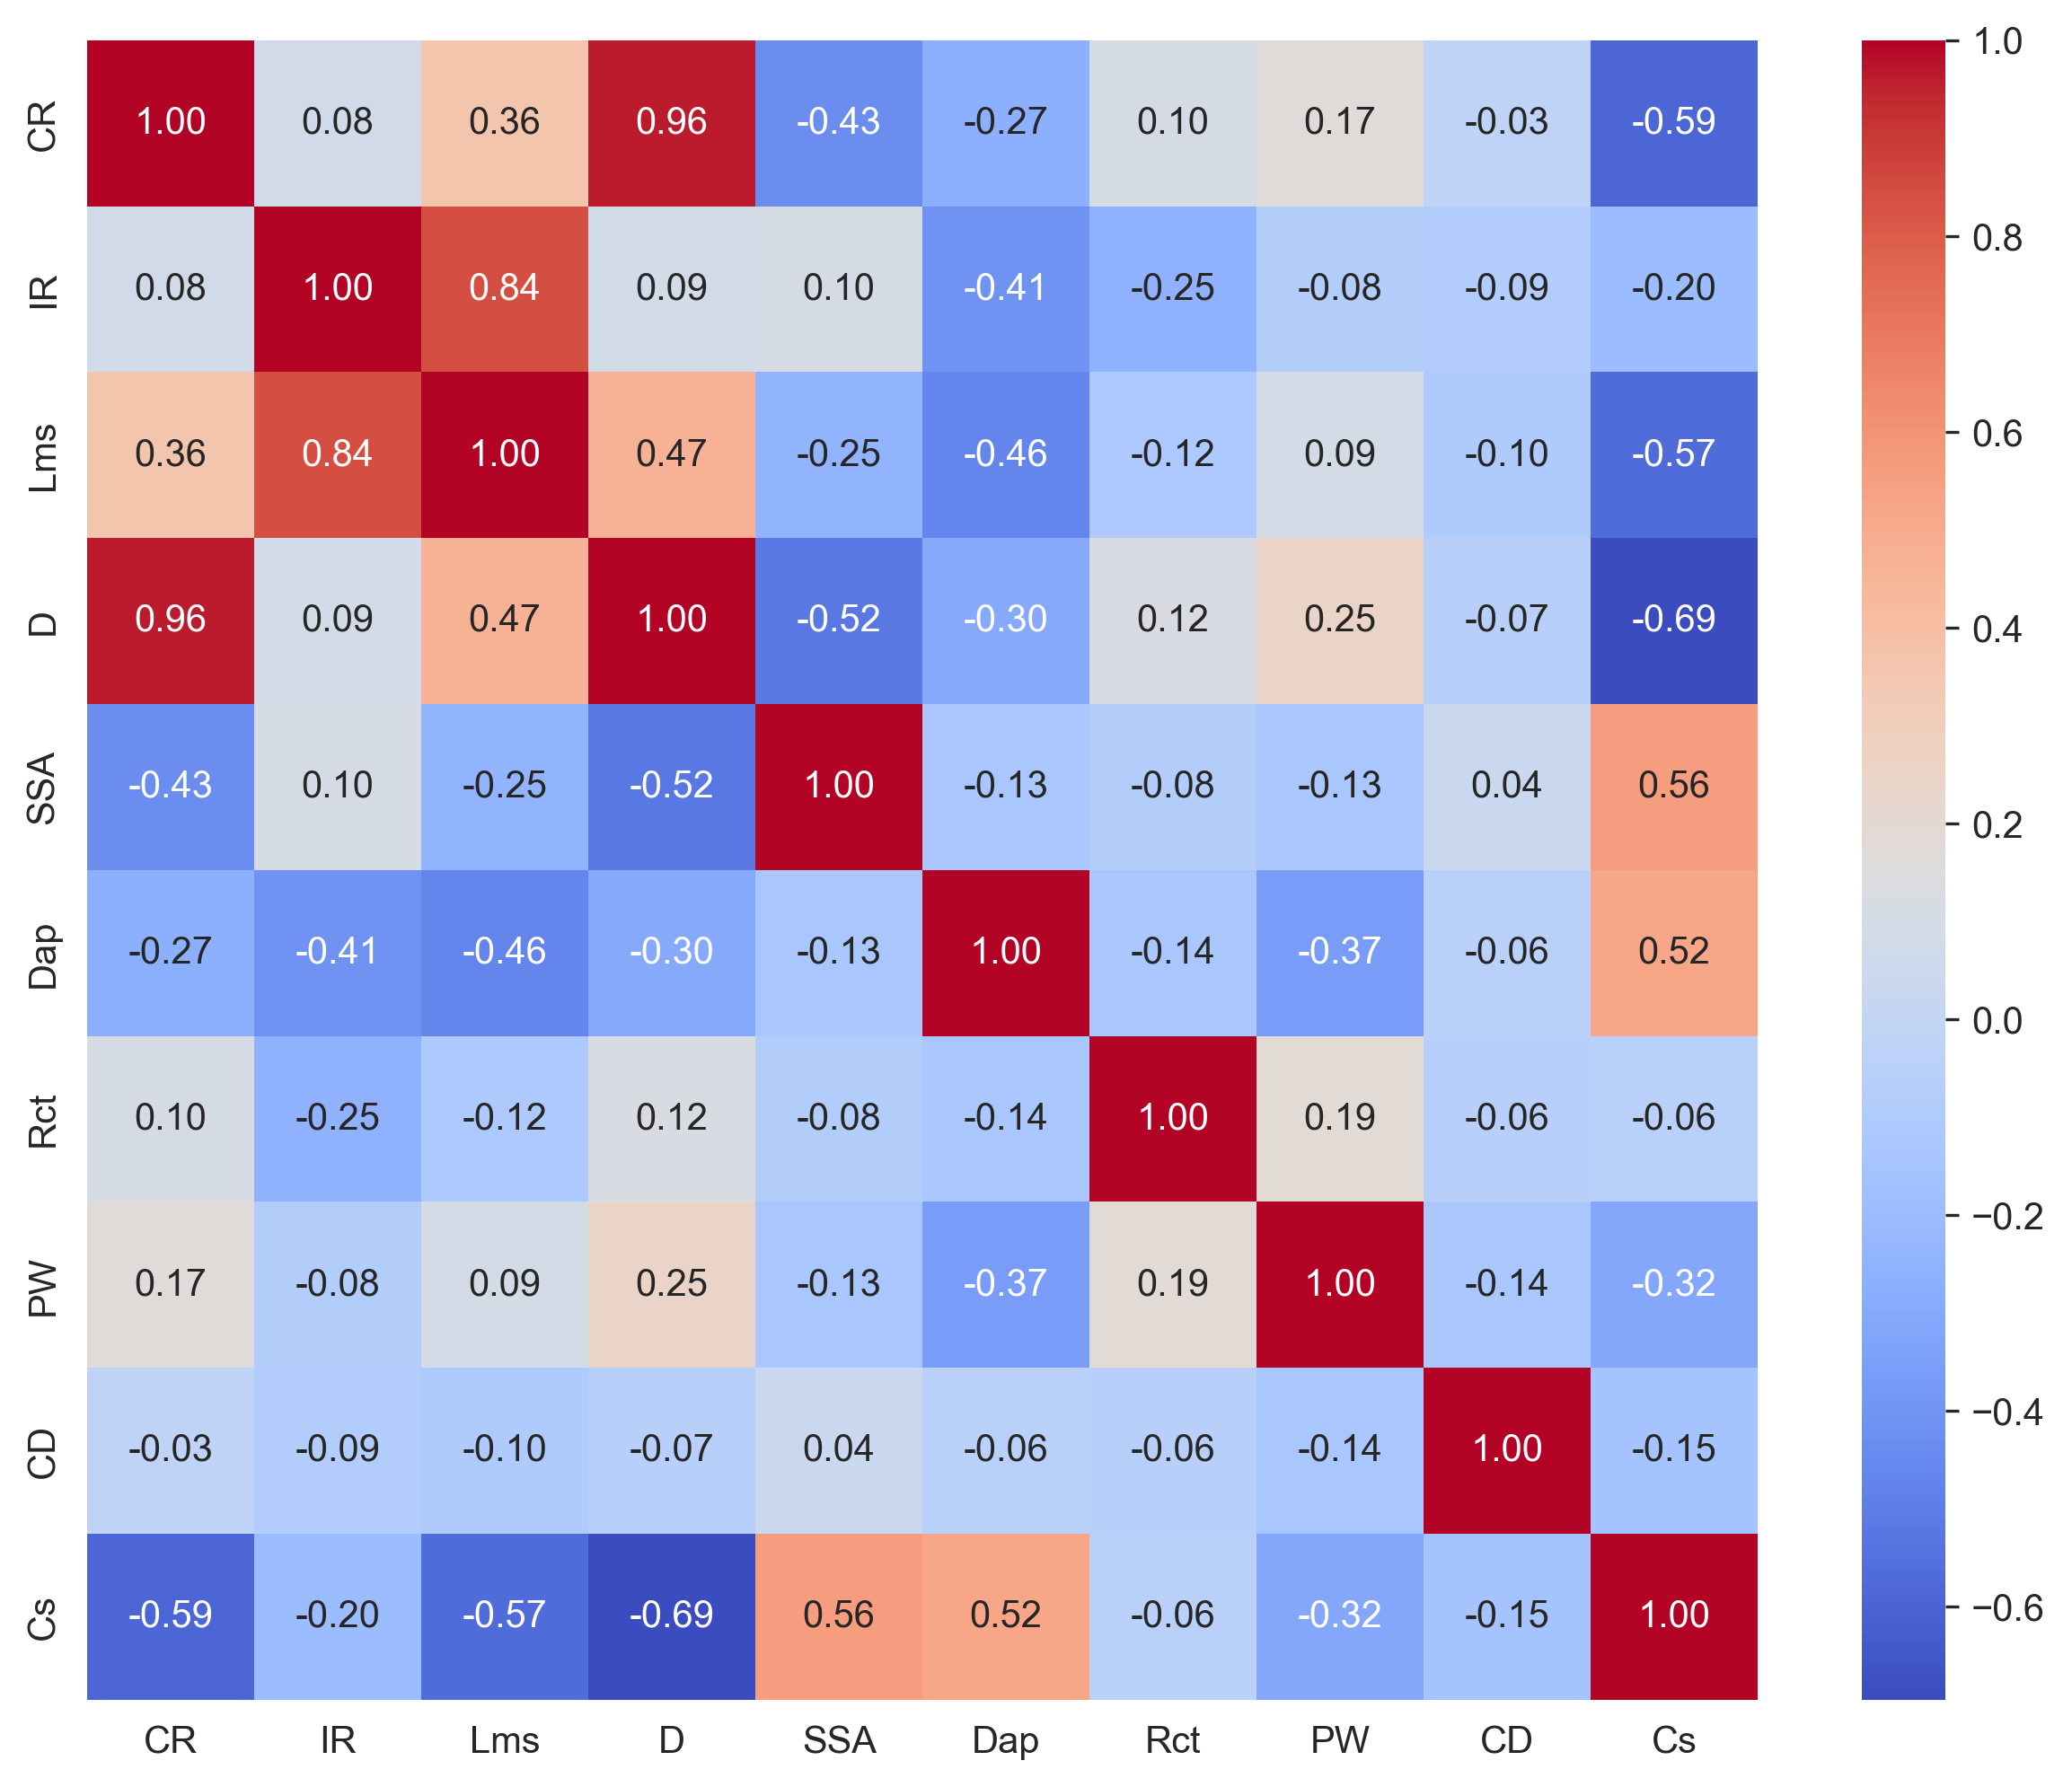 CR 1.00 0.08 0.36 0.96 -0.43 -0.27 0.10 0.17 -0.03 -0.59
IR 0.08 1.00 0.84 0.09 0.10 -0.41 -0.25 -0.08 -0.09 -0.20
Lms 0.36 0.84 1.00 0.47 -0.25 -0.46 -0.12 0.09 -0.10 -0.57
D 0.96 0.09 0.47 1.00 -0.52 -0.30 0.12 0.25 -0.07 -0.69
SSA -0.43 0.10 -0.25 -0.52 1.00 -0.13 -0.08 -0.13 0.04 0.56
Dap -0.27 -0.41 -0.46 -0.30 -0.13 1.00 -0.14 -0.37 -0.06 0.52
Rct 0.10 -0.25 -0.12 0.12 -0.08 -0.14 1.00 0.19 -0.06 -0.06
PW 0.17 -0.08 0.09 0.25 -0.13 -0.37 0.19 1.00 -0.14 -0.32
CD -0.03 -0.09 -0.10 -0.07 0.04 -0.06 -0.06 -0.14 1.00 -0.15
Cs -0.59 -0.20 -0.57 -0.69 0.56 0.52 -0.06 -0.32 -0.15 1.00
CR IR Lms D SSA Dap Rct PW CD Cs
1.0
0.8
0.6
0.4
0.2
0.0
−0.2
−0.4
−0.6